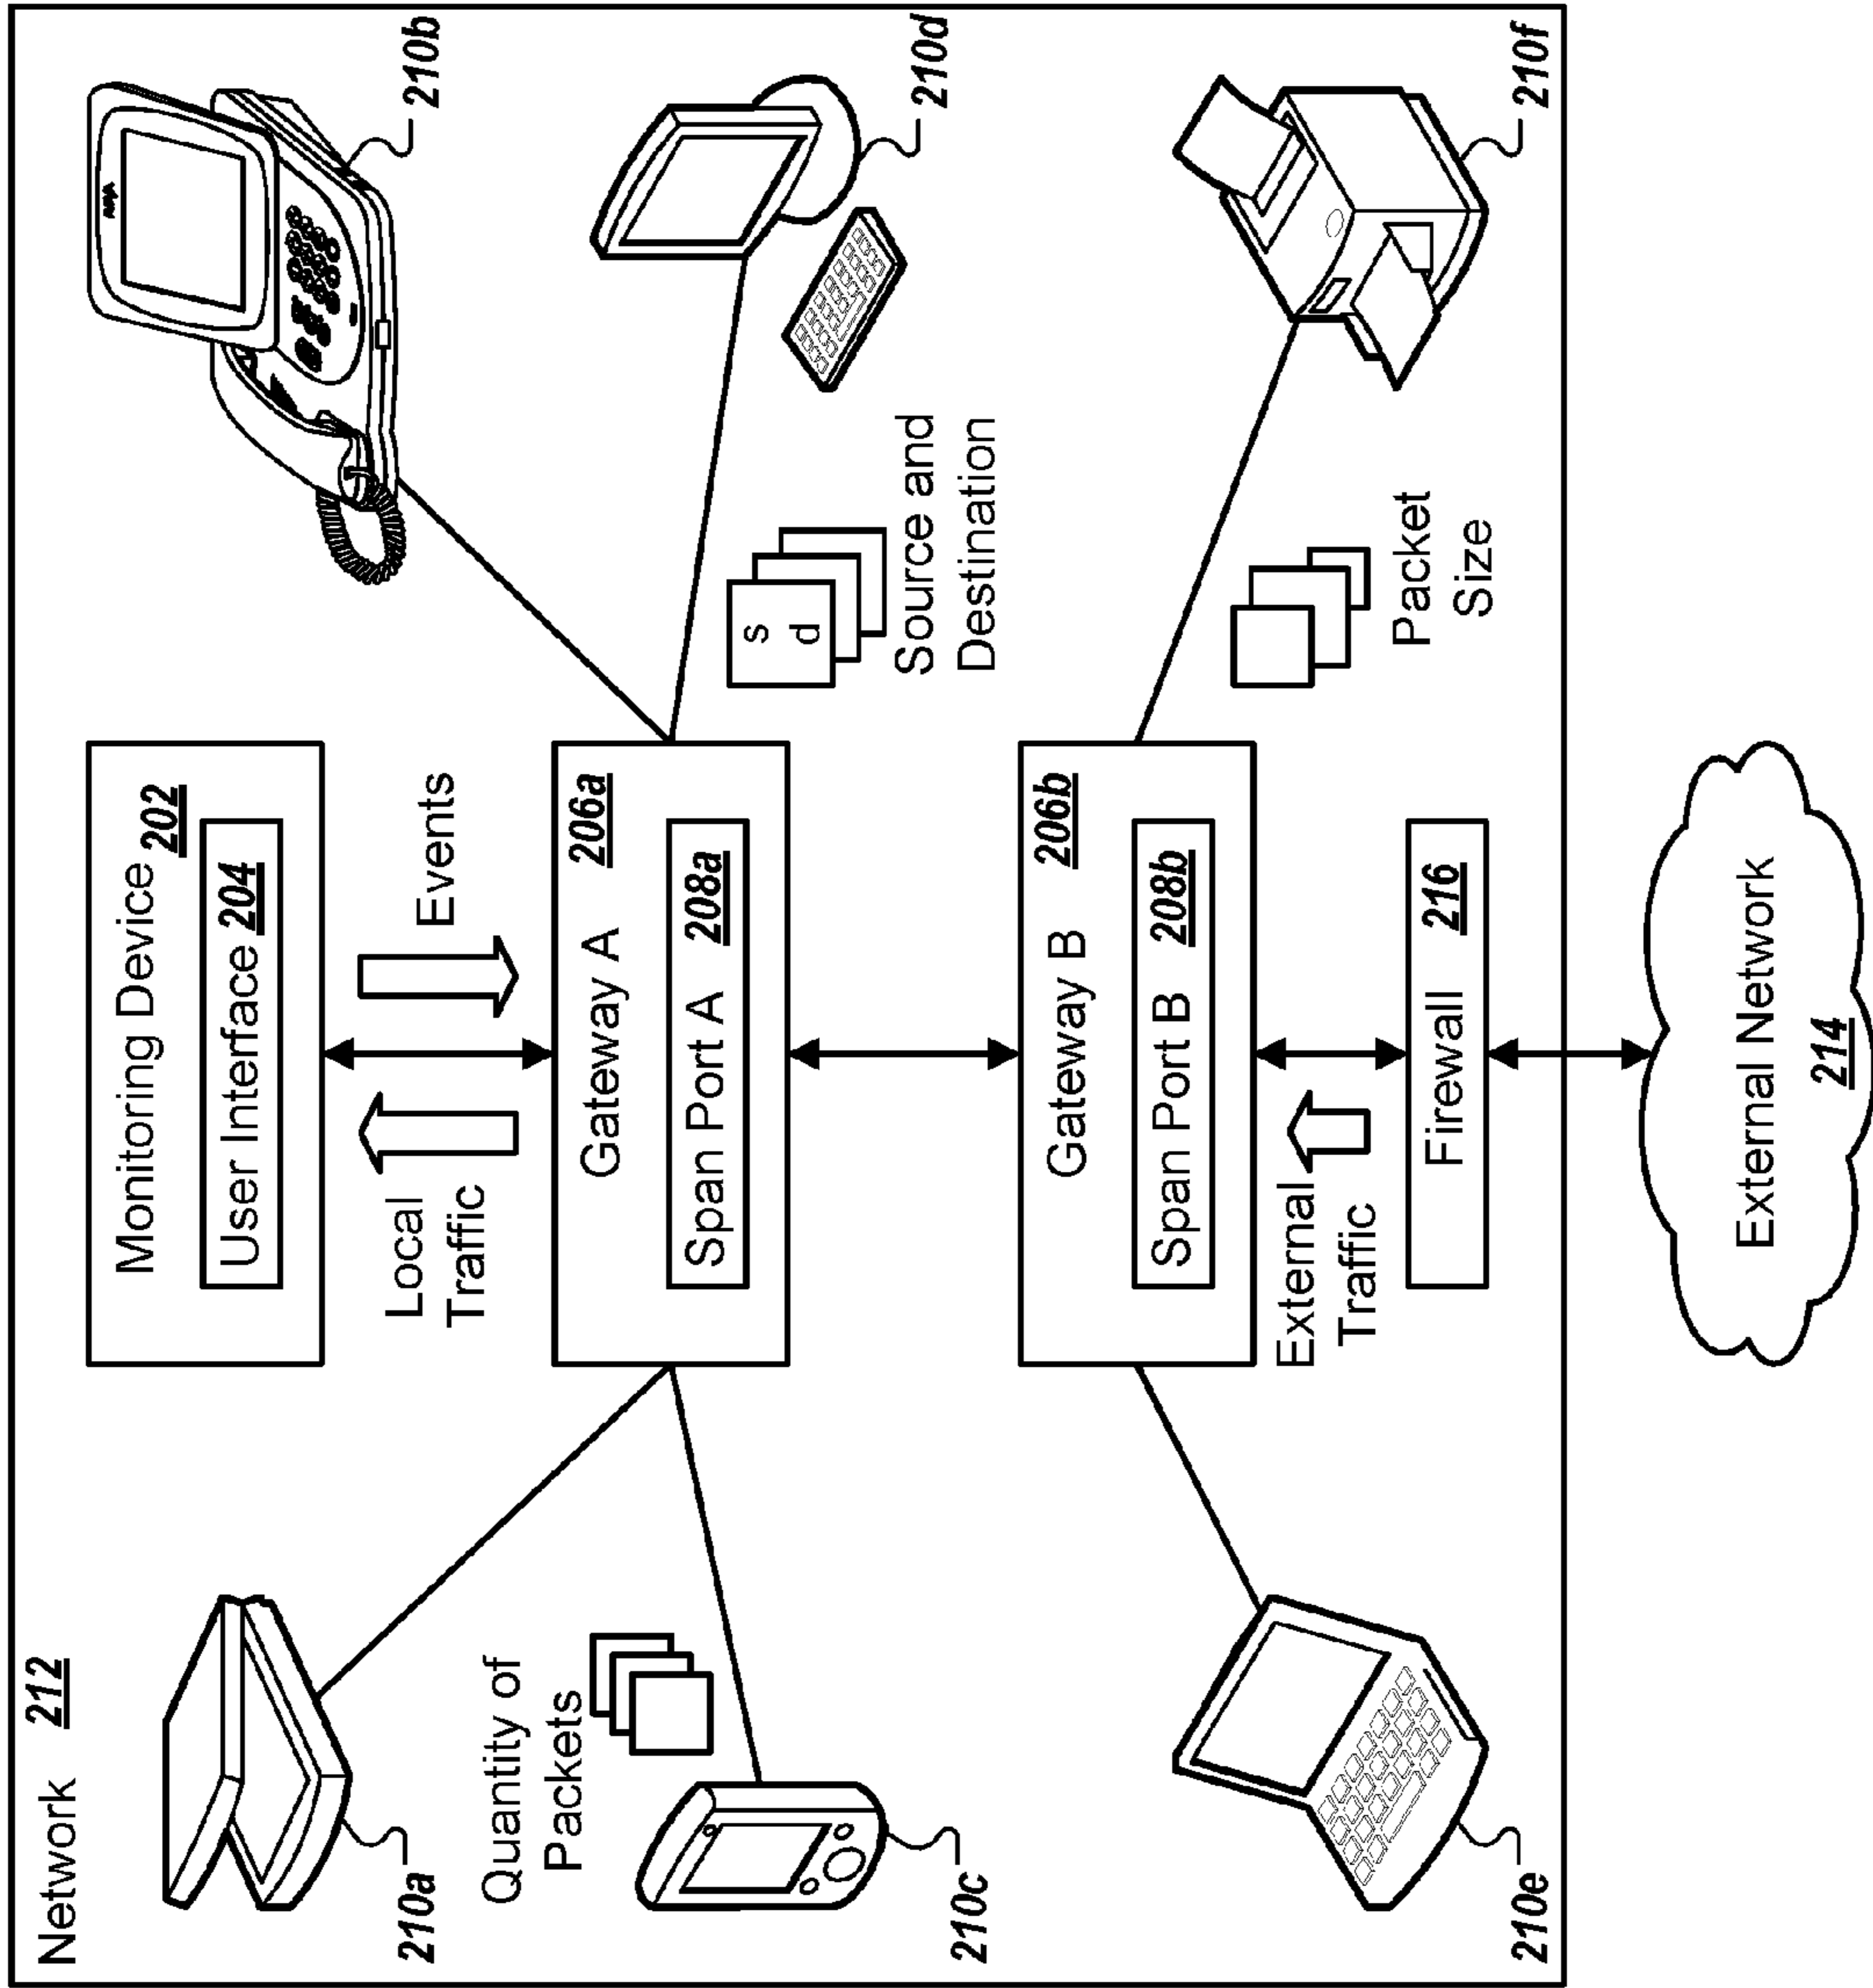 Network 212
Monitoring Device 202
User Interface 204
210a
210b
Local
Traffic
Events
Quantity of
Packets
Gateway A 206a
Span Port A 208a
s
d
Source and
Destination
210c
210d
Gateway B 206b
Span Port B 208b
External
Traffic
Packet
Size
Firewall 216
210e
210f
External Network
214